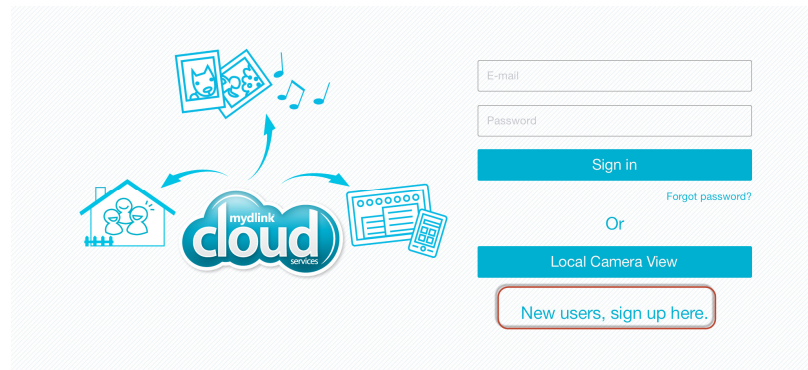 mydlink
cloud
services
E-mail
Password
Sign in
Forgot password?
Or
Local Camera View
New users, sign up here.